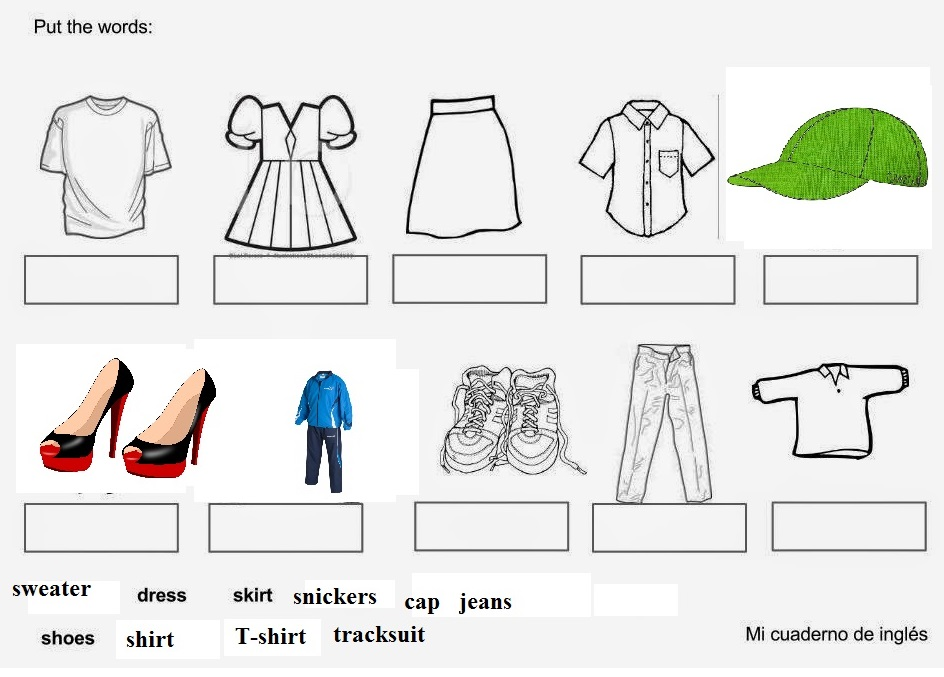 Put the words:
sweater dress skirt snickers cap jeans
shoes shirt T-shirt tracksuit
Mi cuaderno de inglés